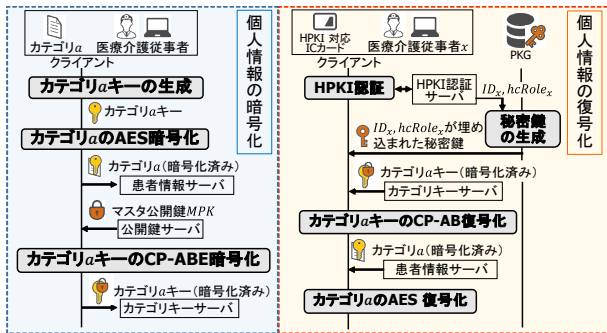 個人情報の暗号化
カテゴリa
医療介護従事者
クライアント
カテゴリaキーの生成
カテゴリaキー
カテゴリaのAES暗号化
カテゴリa(暗号化済み)
患者情報サーバ
マスタ公開鍵MPK
公開鍵サーバ
カテゴリaキーのCP-ABE暗号化
カテゴリaキー(暗号化済み)
カテゴリキーサーバ
個人情報の復号化
HPKI 対応
ICカード
医療介護従事者x
クライアント
PKG
HPKI認証
HPKI認証
サーバ
IDx, hcRolex
秘密鍵
の生成
IDx, hcRolexが埋め
込まれた秘密鍵
カテゴリaキー(暗号化済み)
カテゴリキーサーバ
カテゴリaキーのCP-AB復号化
カテゴリa(暗号化済み)
患者情報サーバ
カテゴリaのAES 復号化